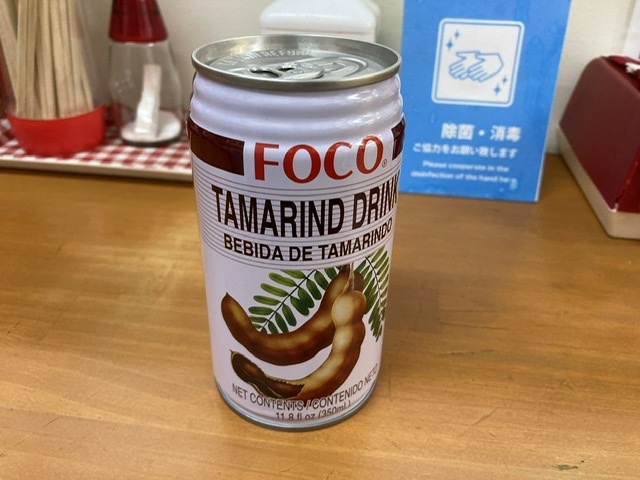 FOCO®
TAMARIND DRINK
BEBIDA DE TAMARINDO
NET CONTENTS / CONTENIDO NETO
11.8 fl oz (350ml)
除菌・消毒
ご協力をお願い致します
Please cooperate in the
disinfection of the hand